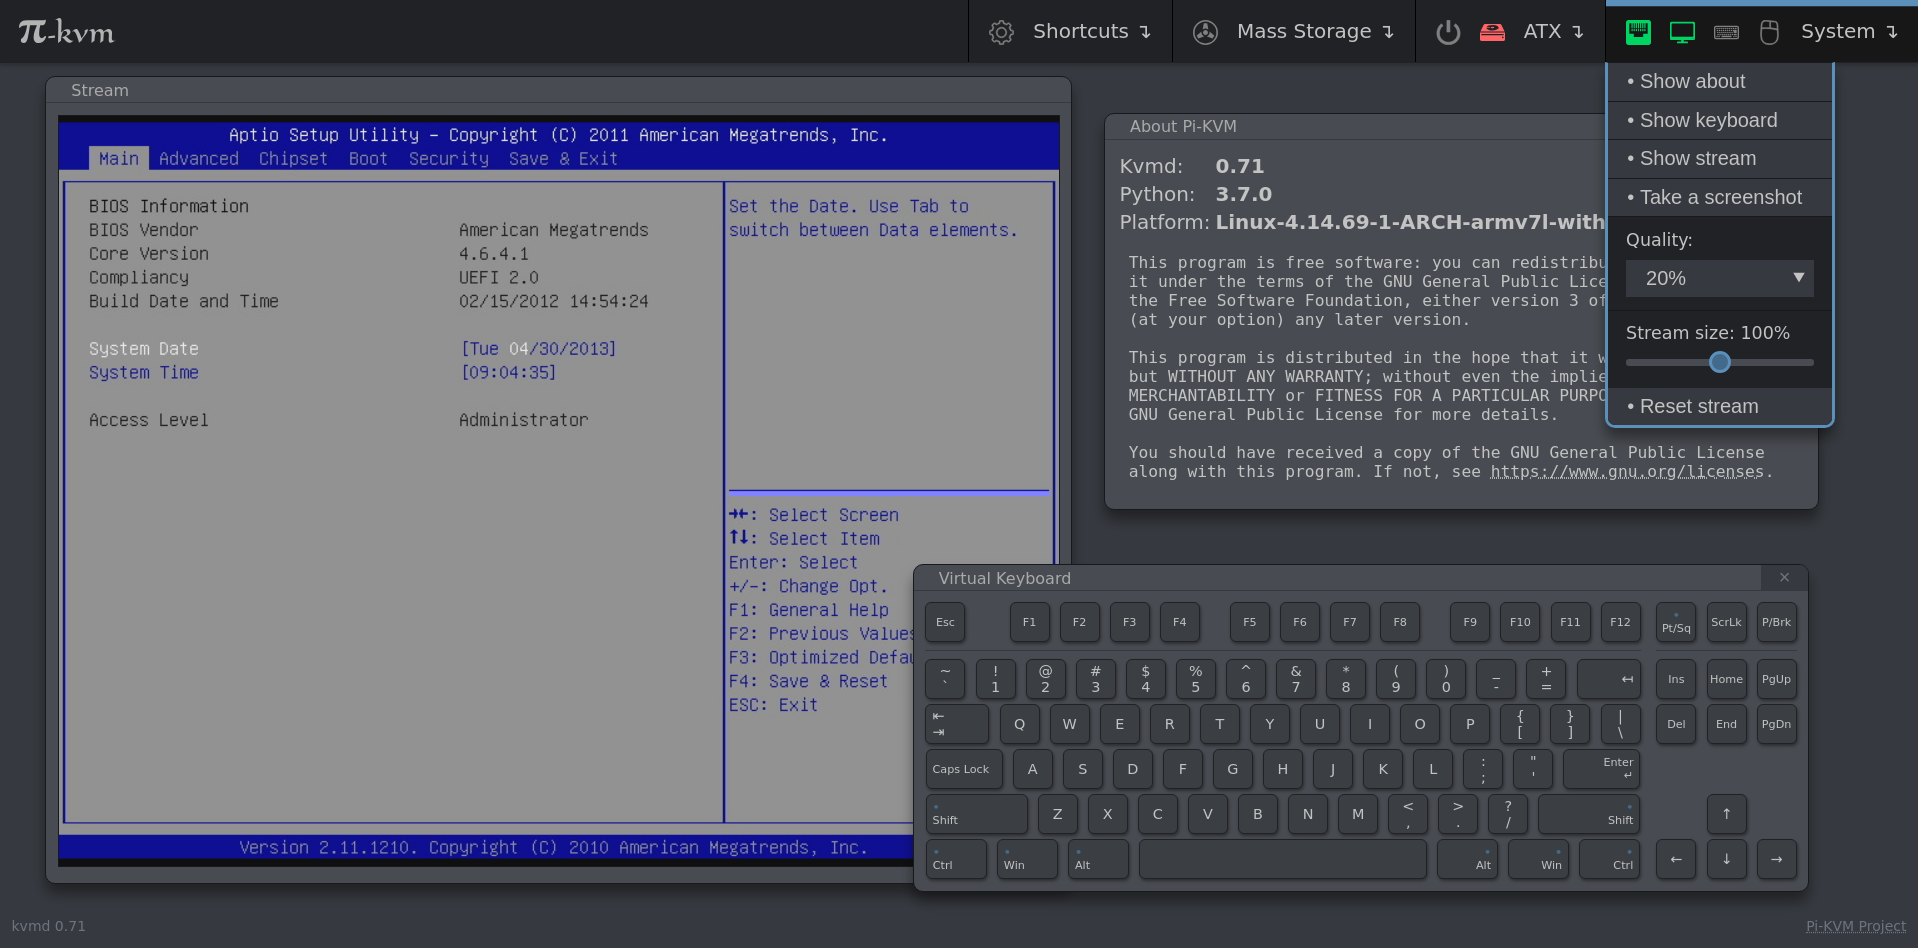 π-kvm
Shortcuts ↴
Mass Storage ↴
ATX ↴
System ↴
Stream
Aptio Setup Utility – Copyright (C) 2011 American Megatrends, Inc.
Main Advanced Chipset Boot Security Save & Exit
BIOS Information
BIOS Vendor American Megatrends
Core Version 4.6.4.1
Compliancy UEFI 2.0
Build Date and Time 02/15/2012 14:54:24
System Date [Tue 04/30/2013]
System Time [09:04:35]
Access Level Administrator
Set the Date. Use Tab to
switch between Data elements.
→←: Select Screen
↑↓: Select Item
Enter: Select
+/–: Change Opt.
F1: General Help
F2: Previous Values
F3: Optimized Defau
F4: Save & Reset
ESC: Exit
Version 2.11.1210. Copyright (C) 2010 American Megatrends, Inc.
About Pi-KVM
Kvmd: 0.71
Python: 3.7.0
Platform: Linux-4.14.69-1-ARCH-armv7l-with
This program is free software: you can redistribu
it under the terms of the GNU General Public Lice
the Free Software Foundation, either version 3 of
(at your option) any later version.
This program is distributed in the hope that it w
but WITHOUT ANY WARRANTY; without even the implie
MERCHANTABILITY or FITNESS FOR A PARTICULAR PURPO
GNU General Public License for more details.
You should have received a copy of the GNU General Public License
along with this program. If not, see https://www.gnu.org/licenses.
• Show about
• Show keyboard
• Show stream
• Take a screenshot
Quality:
20%
Stream size: 100%
• Reset stream
Virtual Keyboard ×
Esc F1 F2 F3 F4 F5 F6 F7 F8 F9 F10 F11 F12 Pt/Sq ScrLk P/Brk
~ ! @ # $ % ^ & * ( ) _ +
` 1 2 3 4 5 6 7 8 9 0 - = ↤ Ins Home PgUp
⇤ { } |
⇥ Q W E R T Y U I O P [ ] \ Del End PgDn
Caps Lock A S D F G H J K L : ; " ' Enter ↵
Shift Z X C V B N M < , > . ? / Shift ↑
Ctrl Win Alt Alt Win Ctrl ← ↓ →
kvmd 0.71
Pi-KVM Project